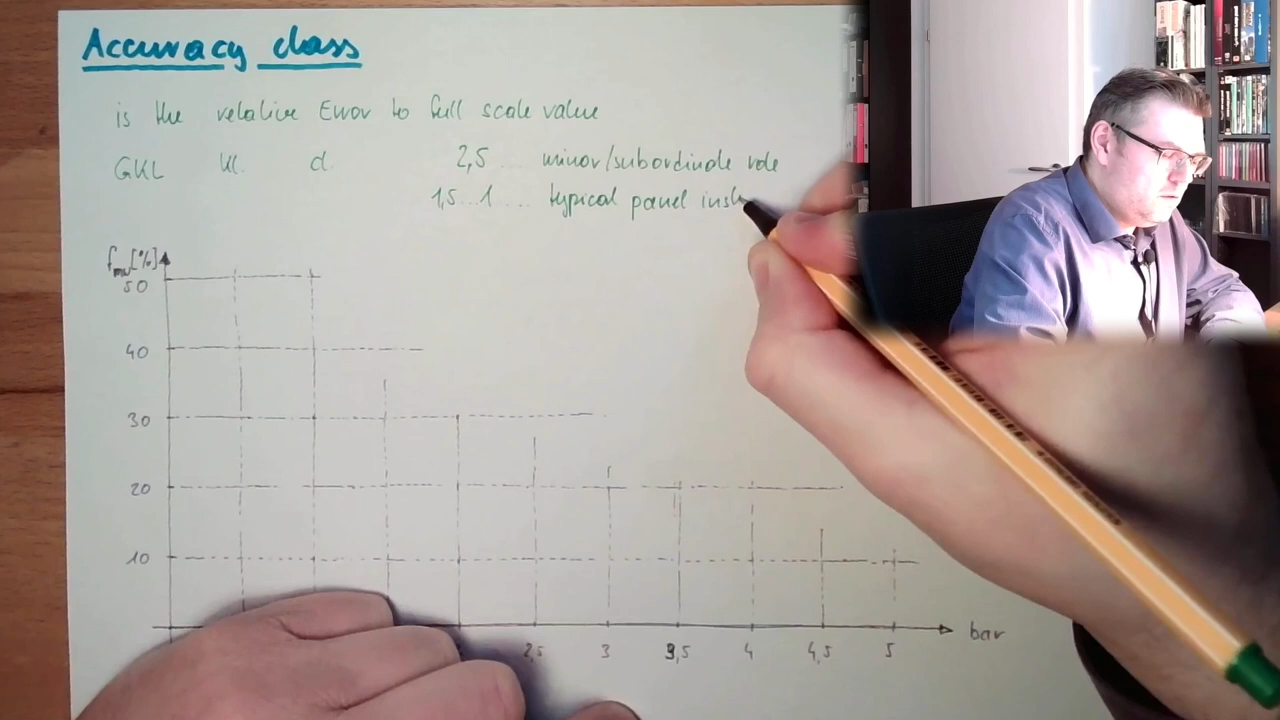 Accuracy class
is the relative Error to full scale value
GKL Kl. cl. 2,5 .... minor/subordinate role
1,5...1 .... typical panel inst
f [%]
50
40
30
20
10
2,5 3 3,5 4 4,5 5 bar